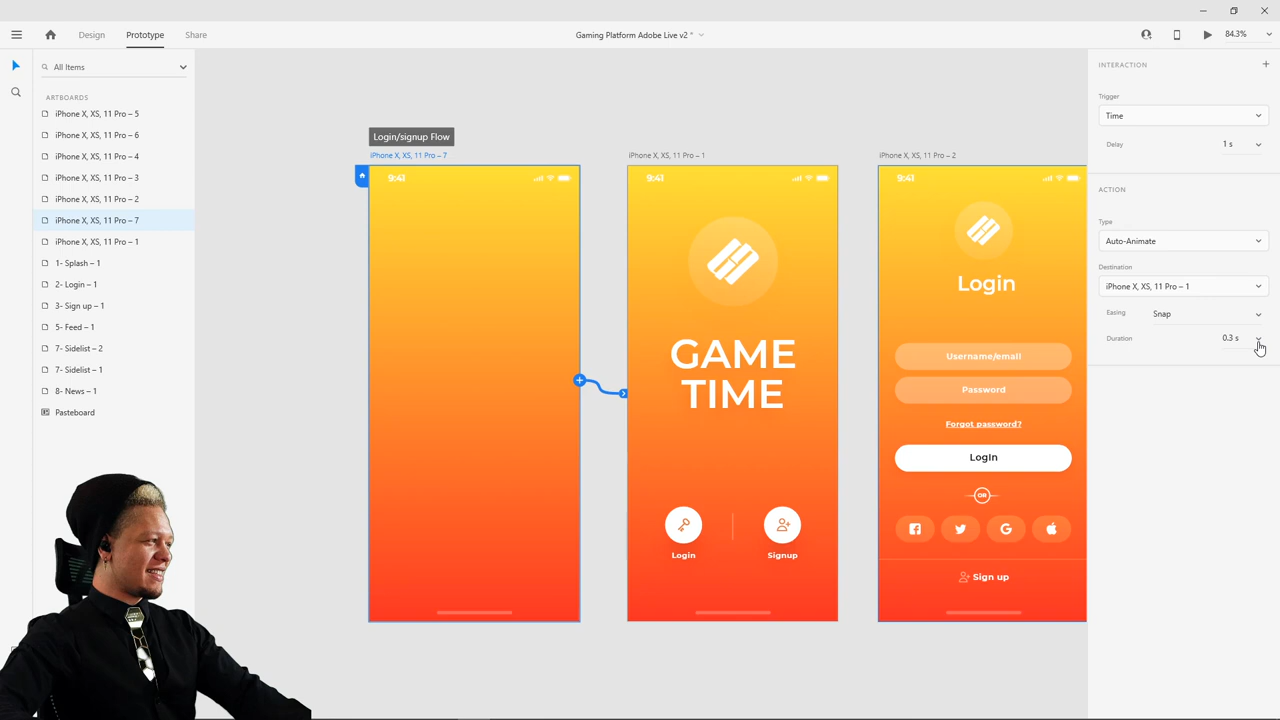 Design
Prototype
Share
Gaming Platform Adobe Live v2 *
84.3%
All Items
ARTBOARDS
iPhone X, XS, 11 Pro – 5
iPhone X, XS, 11 Pro – 6
iPhone X, XS, 11 Pro – 4
iPhone X, XS, 11 Pro – 3
iPhone X, XS, 11 Pro – 2
iPhone X, XS, 11 Pro – 7
iPhone X, XS, 11 Pro – 1
1- Splash – 1
2- Login – 1
3- Sign up – 1
5- Feed – 1
7- Sidelist – 2
7- Sidelist – 1
8- News – 1
Pasteboard
Login/signup Flow
iPhone X, XS, 11 Pro – 7
9:41
iPhone X, XS, 11 Pro – 1
9:41
GAME
TIME
Login
Signup
iPhone X, XS, 11 Pro – 2
9:41
Login
Username/email
Password
Forgot password?
Login
OR
Sign up
INTERACTION
Trigger
Time
Delay
1 s
ACTION
Type
Auto-Animate
Destination
iPhone X, XS, 11 Pro – 1
Easing
Snap
Duration
0.3 s